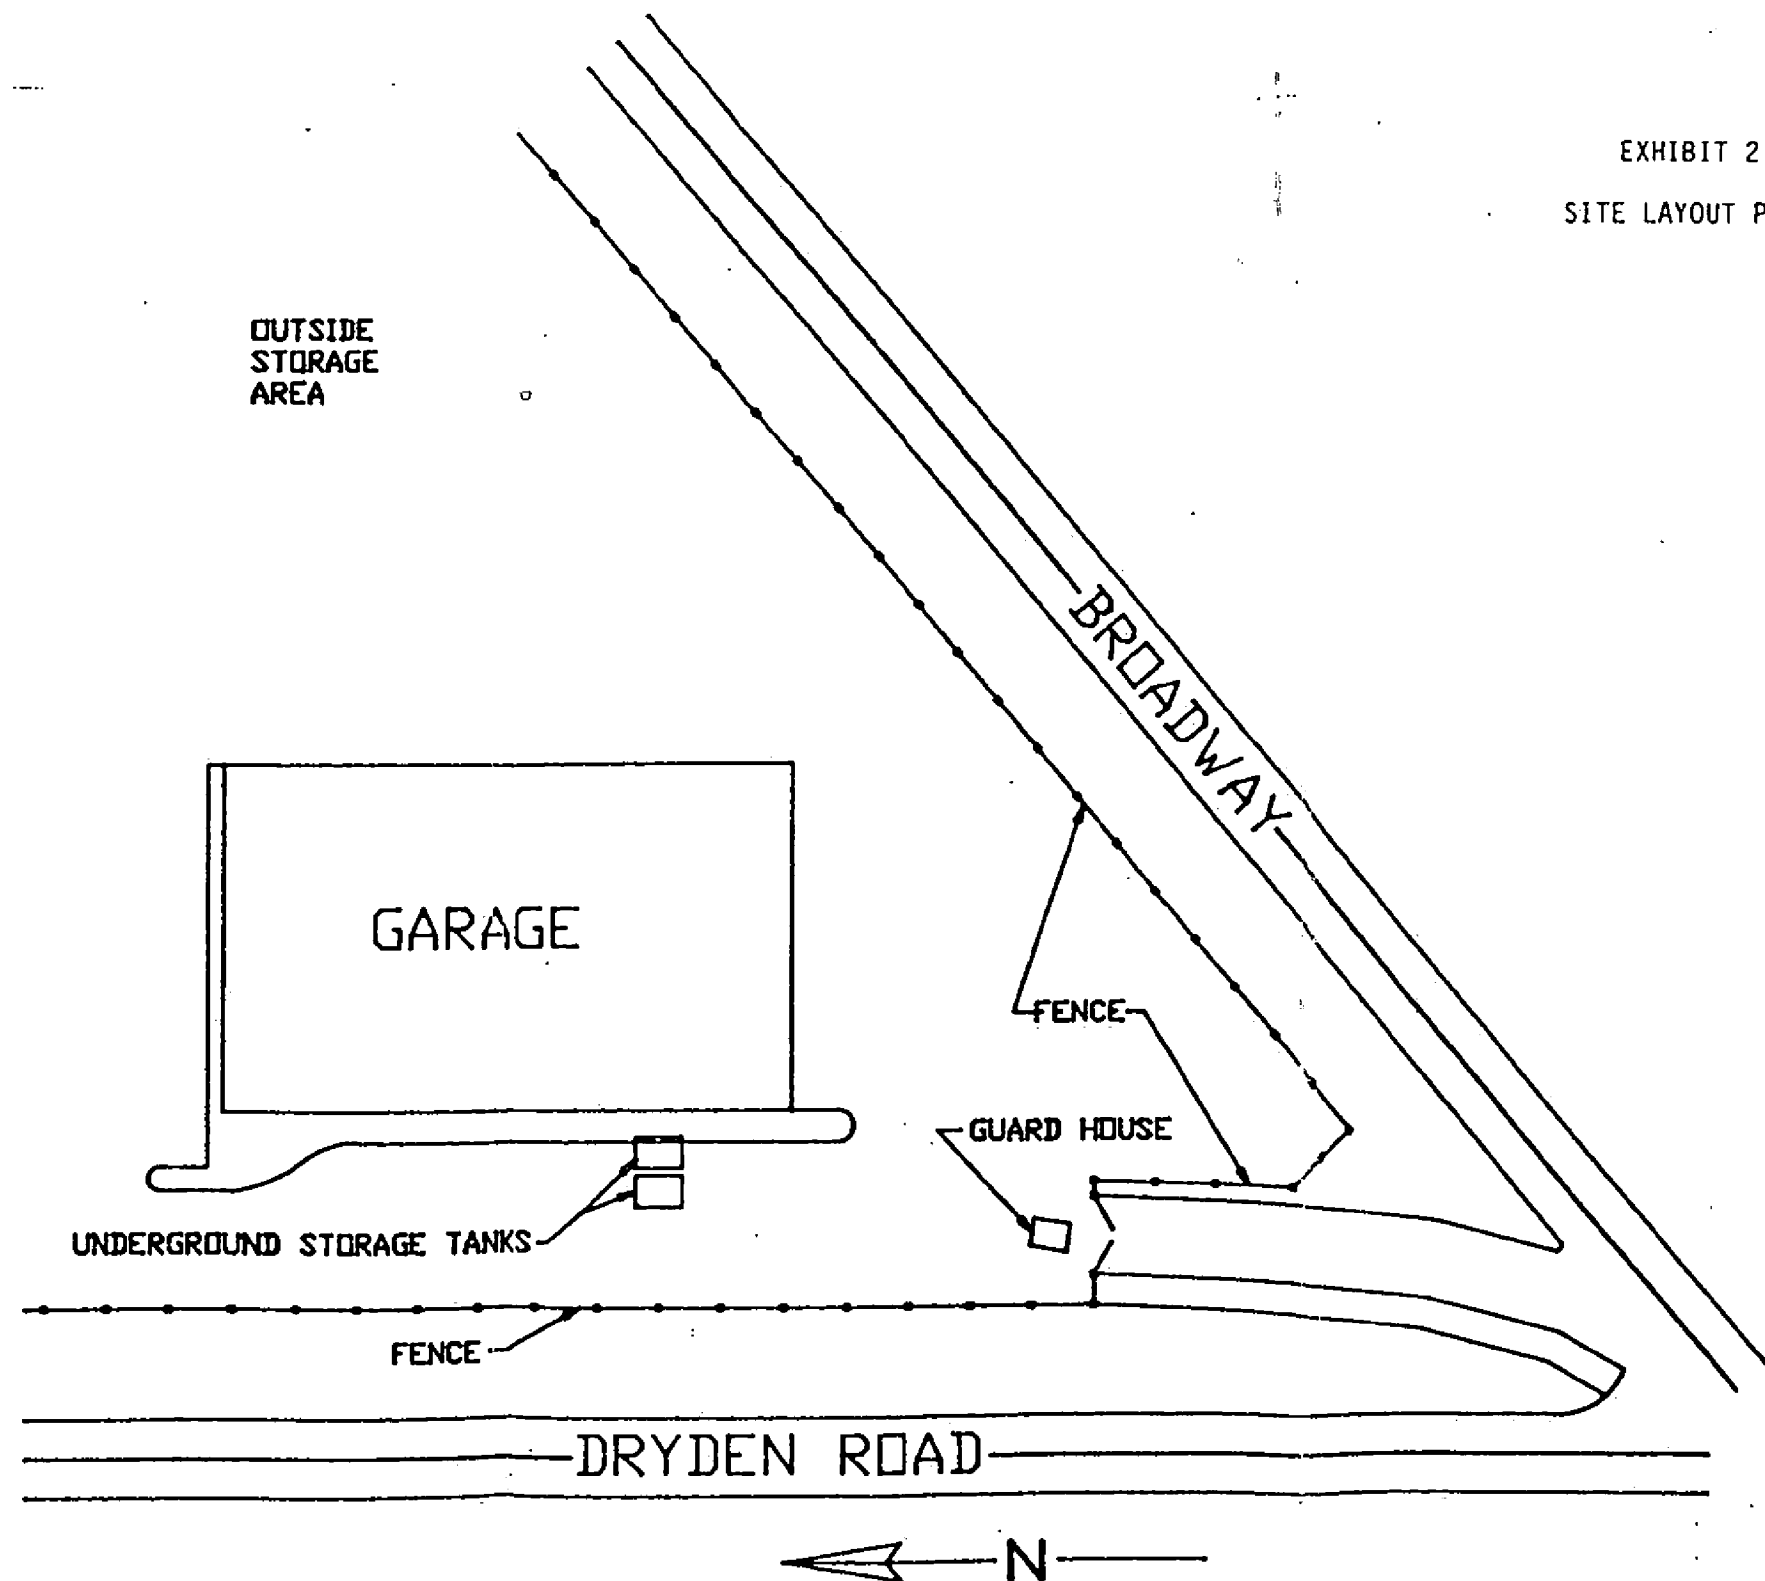 EXHIBIT 2
SITE LAYOUT P
OUTSIDE
STORAGE
AREA
BROADWAY
GARAGE
FENCE
GUARD HOUSE
UNDERGROUND STORAGE TANKS
FENCE
DRYDEN ROAD
N